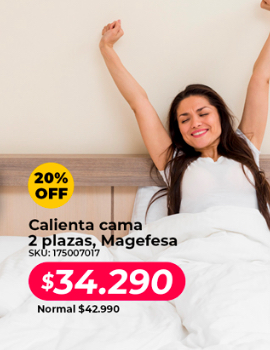 20%
OFF
Calienta cama
2 plazas, Magefesa
SKU: 175007017
$34.290
Normal $42.990